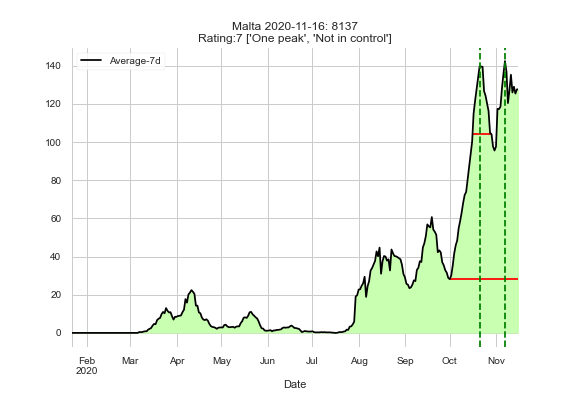 Malta 2020-11-16: 8137
Rating:7 ['One peak', 'Not in control']
Average-7d
140
120
100
80
60
40
20
0
Feb Mar Apr May Jun Jul Aug Sep Oct Nov
2020
Date